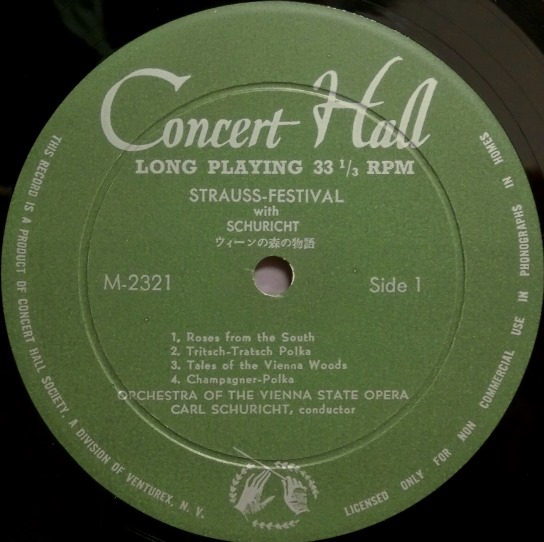 Concert Hall
LONG PLAYING 33 1/3 RPM
STRAUSS-FESTIVAL
with
SCHURICHT
ウィーンの森の物語
M-2321
Side 1
1, Roses from the South
2. Tritsch-Tratsch Polka
3. Tales of the Vienna Woods
4. Champagner-Polka
ORCHESTRA OF THE VIENNA STATE OPERA
CARL SCHURICHT, conductor
THIS RECORD IS A PRODUCT OF CONCERT HALL SOCIETY, A DIVISION OF VENTUREX, N. V.
LICENSED ONLY FOR NON COMMERCIAL USE IN PHONOGRAPHS IN HOMES